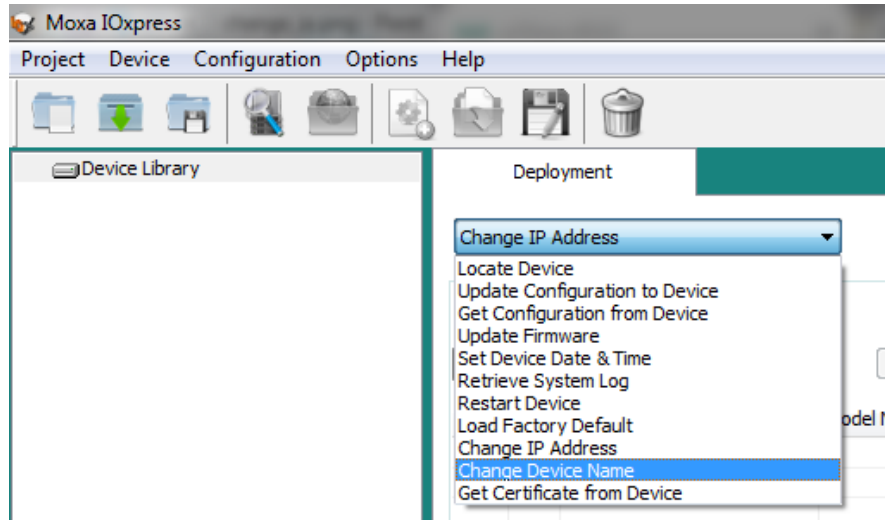 Moxa IOxpress
Project Device Configuration Options Help
Device Library
Deployment
Change IP Address
Locate Device
Update Configuration to Device
Get Configuration from Device
Update Firmware
Set Device Date & Time
Retrieve System Log
Restart Device
Load Factory Default
Change IP Address
Change Device Name
Get Certificate from Device